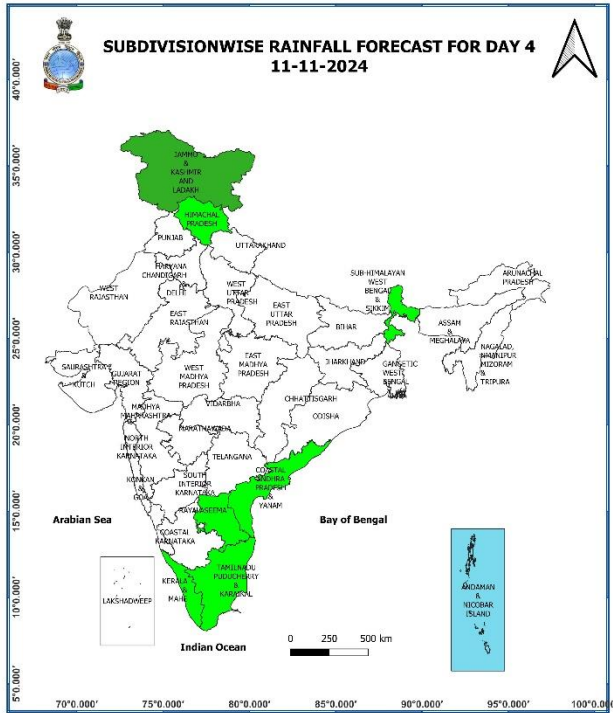 SUBDIVISIONWISE RAINFALL FORECAST FOR DAY 4
11-11-2024
40°0.000'
35°0.000'
30°0.000'
25°0.000'
20°0.000'
15°0.000'
10°0.000'
5°0.000'
JAMMU
&
KASHMIR
AND
LADAKH
HIMACHAL
PRADESH
PUNJAB
UTTARAKHAND
HARYANA
CHANDIGARH
&
DELHI
WEST
RAJASTHAN
WEST
UTTAR
PRADESH
EAST
RAJASTHAN
EAST
UTTAR
PRADESH
SUB-HIMALAYAN
WEST
BENGAL
&
SIKKIM
ARUNACHAL
PRADESH
BIHAR
ASSAM
&
MEGHALAYA
NAGALAD,
MANIPUR
MIZORAM
&
TRIPURA
SAURASHTRA
&
KUTCH
GUJARAT
REGION
WEST
MADHYA
PRADESH
EAST
MADHYA
PRADESH
JHARKHAND
GANGETIC
WEST
BENGAL
CHHATISGARH
ODISHA
VIDARBHA
MADHYA
MAHARASHTRA
MARATHAWADA
NORTH
INTERIOR
KARNATAKA
TELANGANA
KONKAN
&
GOA
SOUTH
INTERIOR
KARNATAKA
COASTAL
ANDHRA
PRADESH
&
YANAM
RAYALASEEMA
Arabian Sea
Bay of Bengal
COASTAL
KARNATAKA
LAKSHADWEEP
KERALA
&
MAHE
TAMILNADU
PUDUCHERRY
&
KARAIKAL
ANDAMAN
&
NICOBAR
ISLAND
Indian Ocean
0 250 500 km
70°0.000' 75°0.000' 80°0.000' 85°0.000' 90°0.000' 95°0.000'